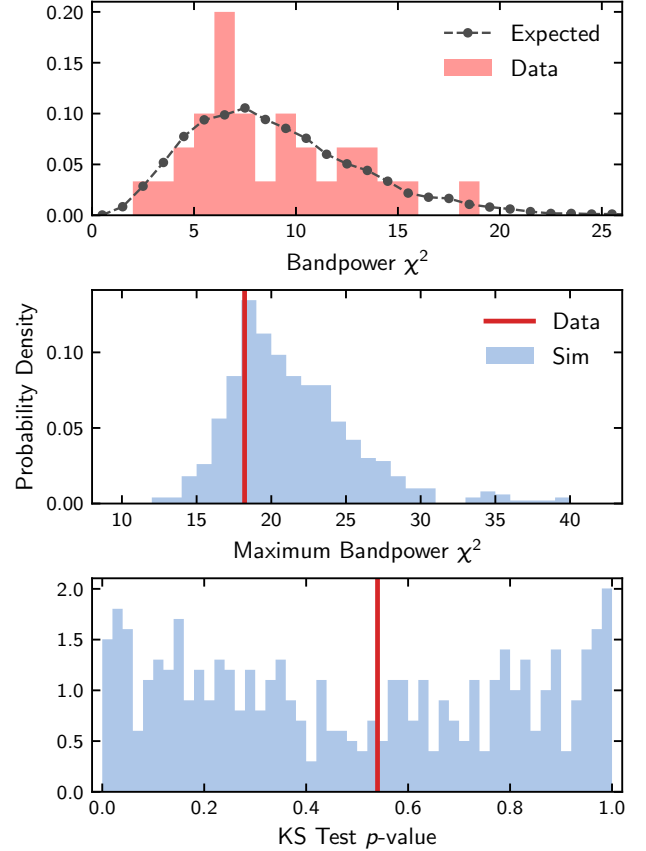 0.20
0.15
0.10
0.05
0.00
Expected
Data
0 5 10 15 20 25
Bandpower χ²
Probability Density
0.10
0.05
0.00
Data
Sim
10 15 20 25 30 35 40
Maximum Bandpower χ²
2.0
1.5
1.0
0.5
0.0
0.0 0.2 0.4 0.6 0.8 1.0
KS Test p-value